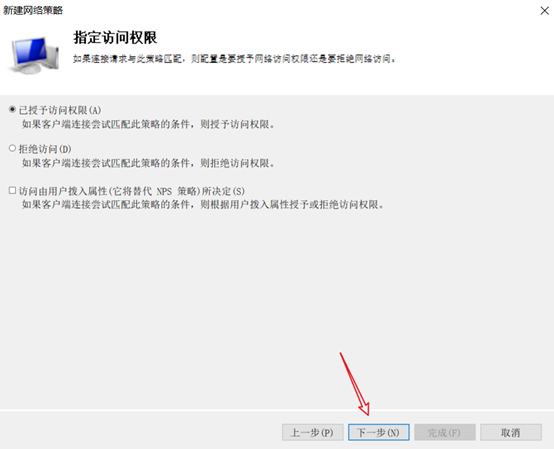 新建网络策略
指定访问权限
如果连接请求与此策略匹配，则配置是要授予网络访问权限还是要拒绝网络访问。
已授予访问权限(A)
如果客户端连接尝试匹配此策略的条件，则授予访问权限。
拒绝访问(D)
如果客户端连接尝试匹配此策略的条件，则拒绝访问权限。
访问由用户拨入属性(它将替代 NPS 策略)所决定(S)
如果客户端连接尝试匹配此策略的条件，则根据用户拨入属性授予或拒绝访问权限。
上一步(P) 下一步(N) 完成(F) 取消